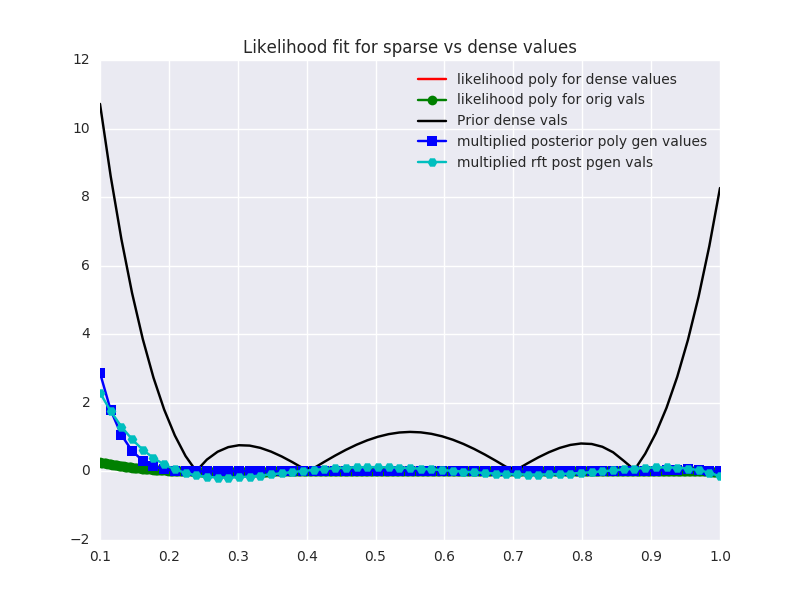 Likelihood fit for sparse vs dense values
12
10
8
6
4
2
0
−2
likelihood poly for dense values
likelihood poly for orig vals
Prior dense vals
multiplied posterior poly gen values
multiplied rft post pgen vals
0.1 0.2 0.3 0.4 0.5 0.6 0.7 0.8 0.9 1.0